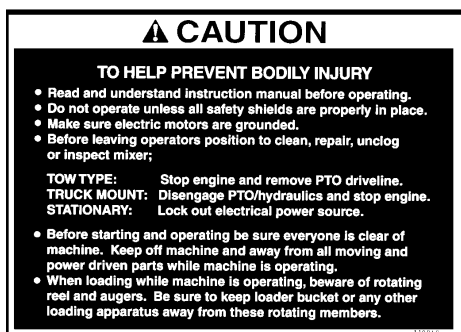 ⚠ CAUTION
TO HELP PREVENT BODILY INJURY
• Read and understand instruction manual before operating.
• Do not operate unless all safety shields are properly in place.
• Make sure electric motors are grounded.
• Before leaving operators position to clean, repair, unclog
or inspect mixer;
TOW TYPE: Stop engine and remove PTO driveline.
TRUCK MOUNT: Disengage PTO/hydraulics and stop engine.
STATIONARY: Lock out electrical power source.
• Before starting and operating be sure everyone is clear of
machine. Keep off machine and away from all moving and
power driven parts while machine is operating.
• When loading while machine is operating, beware of rotating
reel and augers. Be sure to keep loader bucket or any other
loading apparatus away from these rotating members.